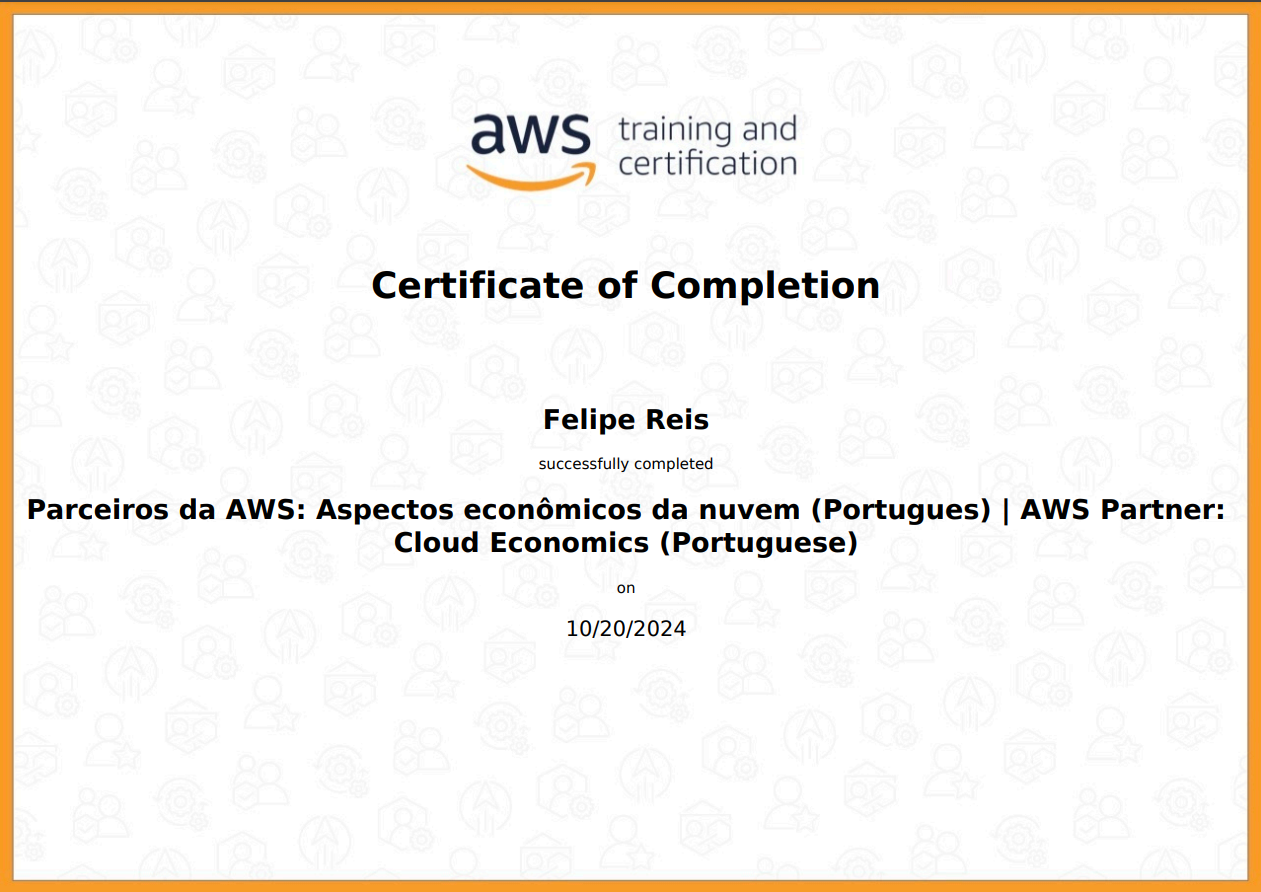 aws training and
certification
Certificate of Completion
Felipe Reis
successfully completed
Parceiros da AWS: Aspectos econômicos da nuvem (Portugues) | AWS Partner:
Cloud Economics (Portuguese)
on
10/20/2024